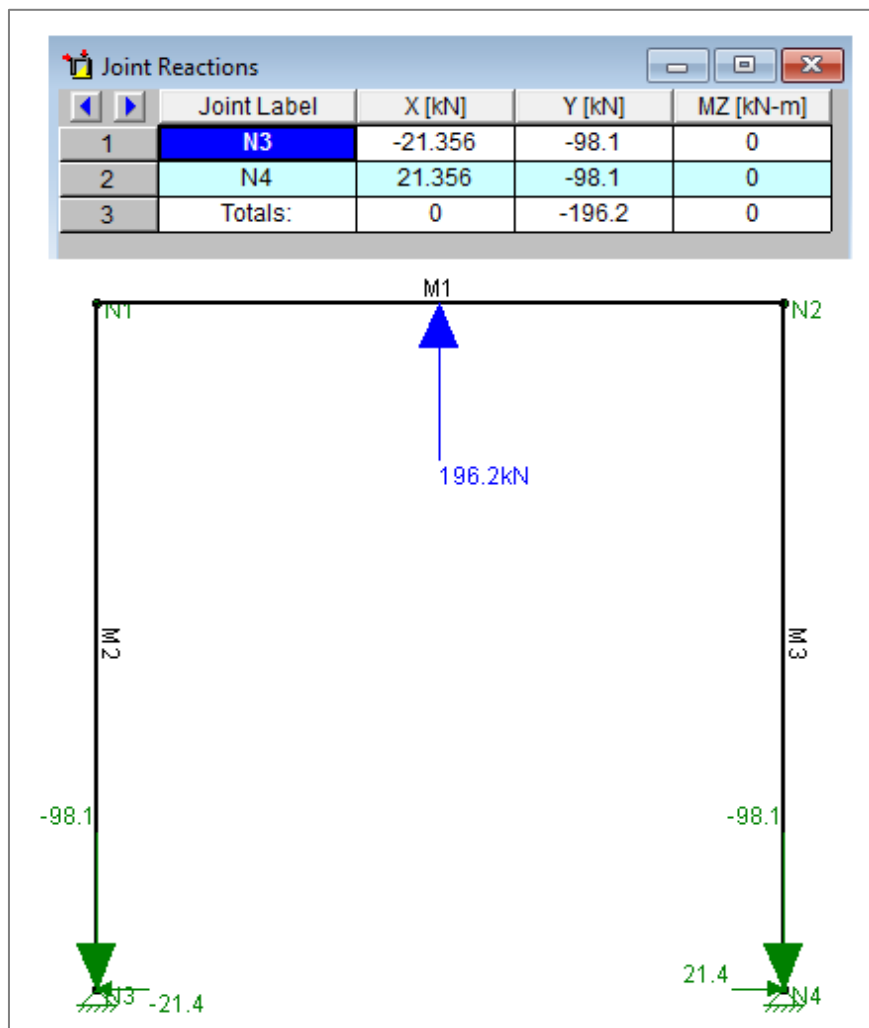 Joint Reactions
Joint Label X [kN] Y [kN] MZ [kN-m]
1 N3 -21.356 -98.1 0
2 N4 21.356 -98.1 0
3 Totals: 0 -196.2 0
M1
N1 N2
196.2kN
M2 M3
-98.1 -98.1
21.4
N3 N4
-21.4